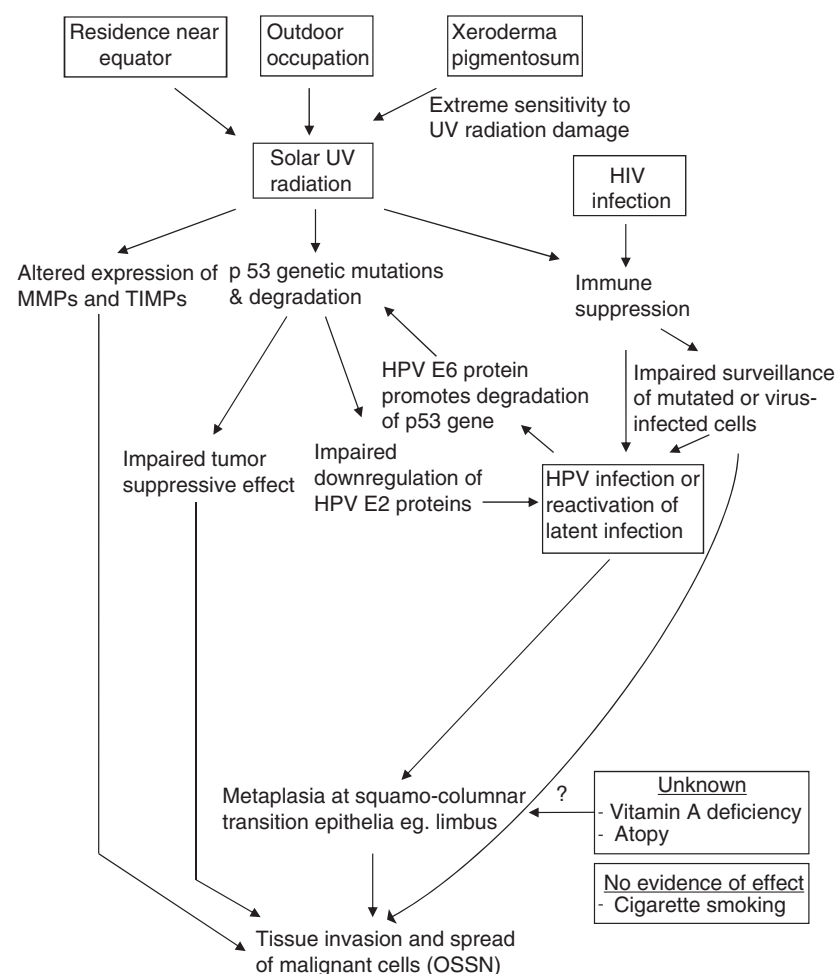 Residence near
equator
Outdoor
occupation
Xeroderma
pigmentosum
Extreme sensitivity to
UV radiation damage
Solar UV
radiation
HIV
infection
Altered expression of
MMPs and TIMPs
p 53 genetic mutations
& degradation
Immune
suppression
HPV E6 protein
promotes degradation
of p53 gene
Impaired surveillance
of mutated or virus-
infected cells
Impaired tumor
suppressive effect
Impaired
downregulation of
HPV E2 proteins
HPV infection or
reactivation of
latent infection
Metaplasia at squamo-columnar
transition epithelia eg. limbus
?
Unknown
- Vitamin A deficiency
- Atopy
No evidence of effect
- Cigarette smoking
Tissue invasion and spread
of malignant cells (OSSN)